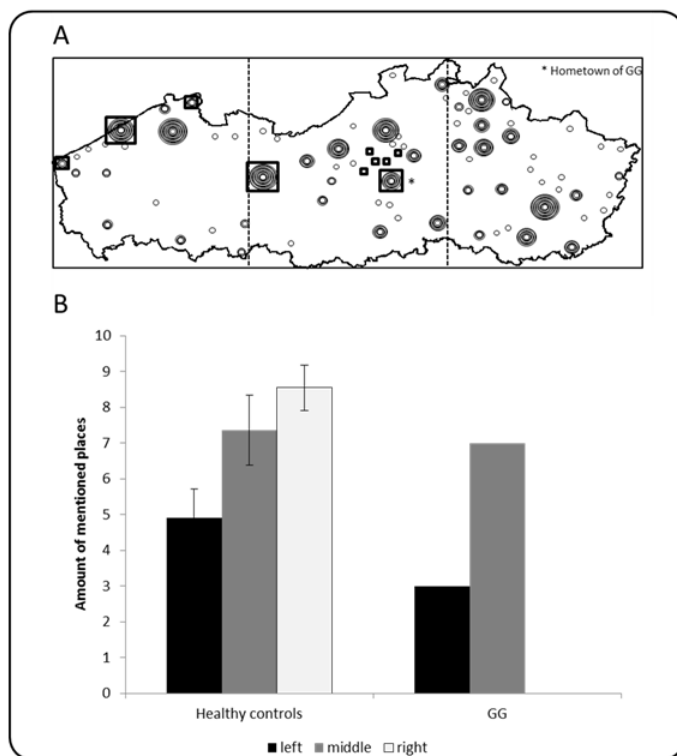 A
* Hometown of GG
*
B
Amount of mentioned places
10
9
8
7
6
5
4
3
2
1
0
Healthy controls
GG
left
middle
right